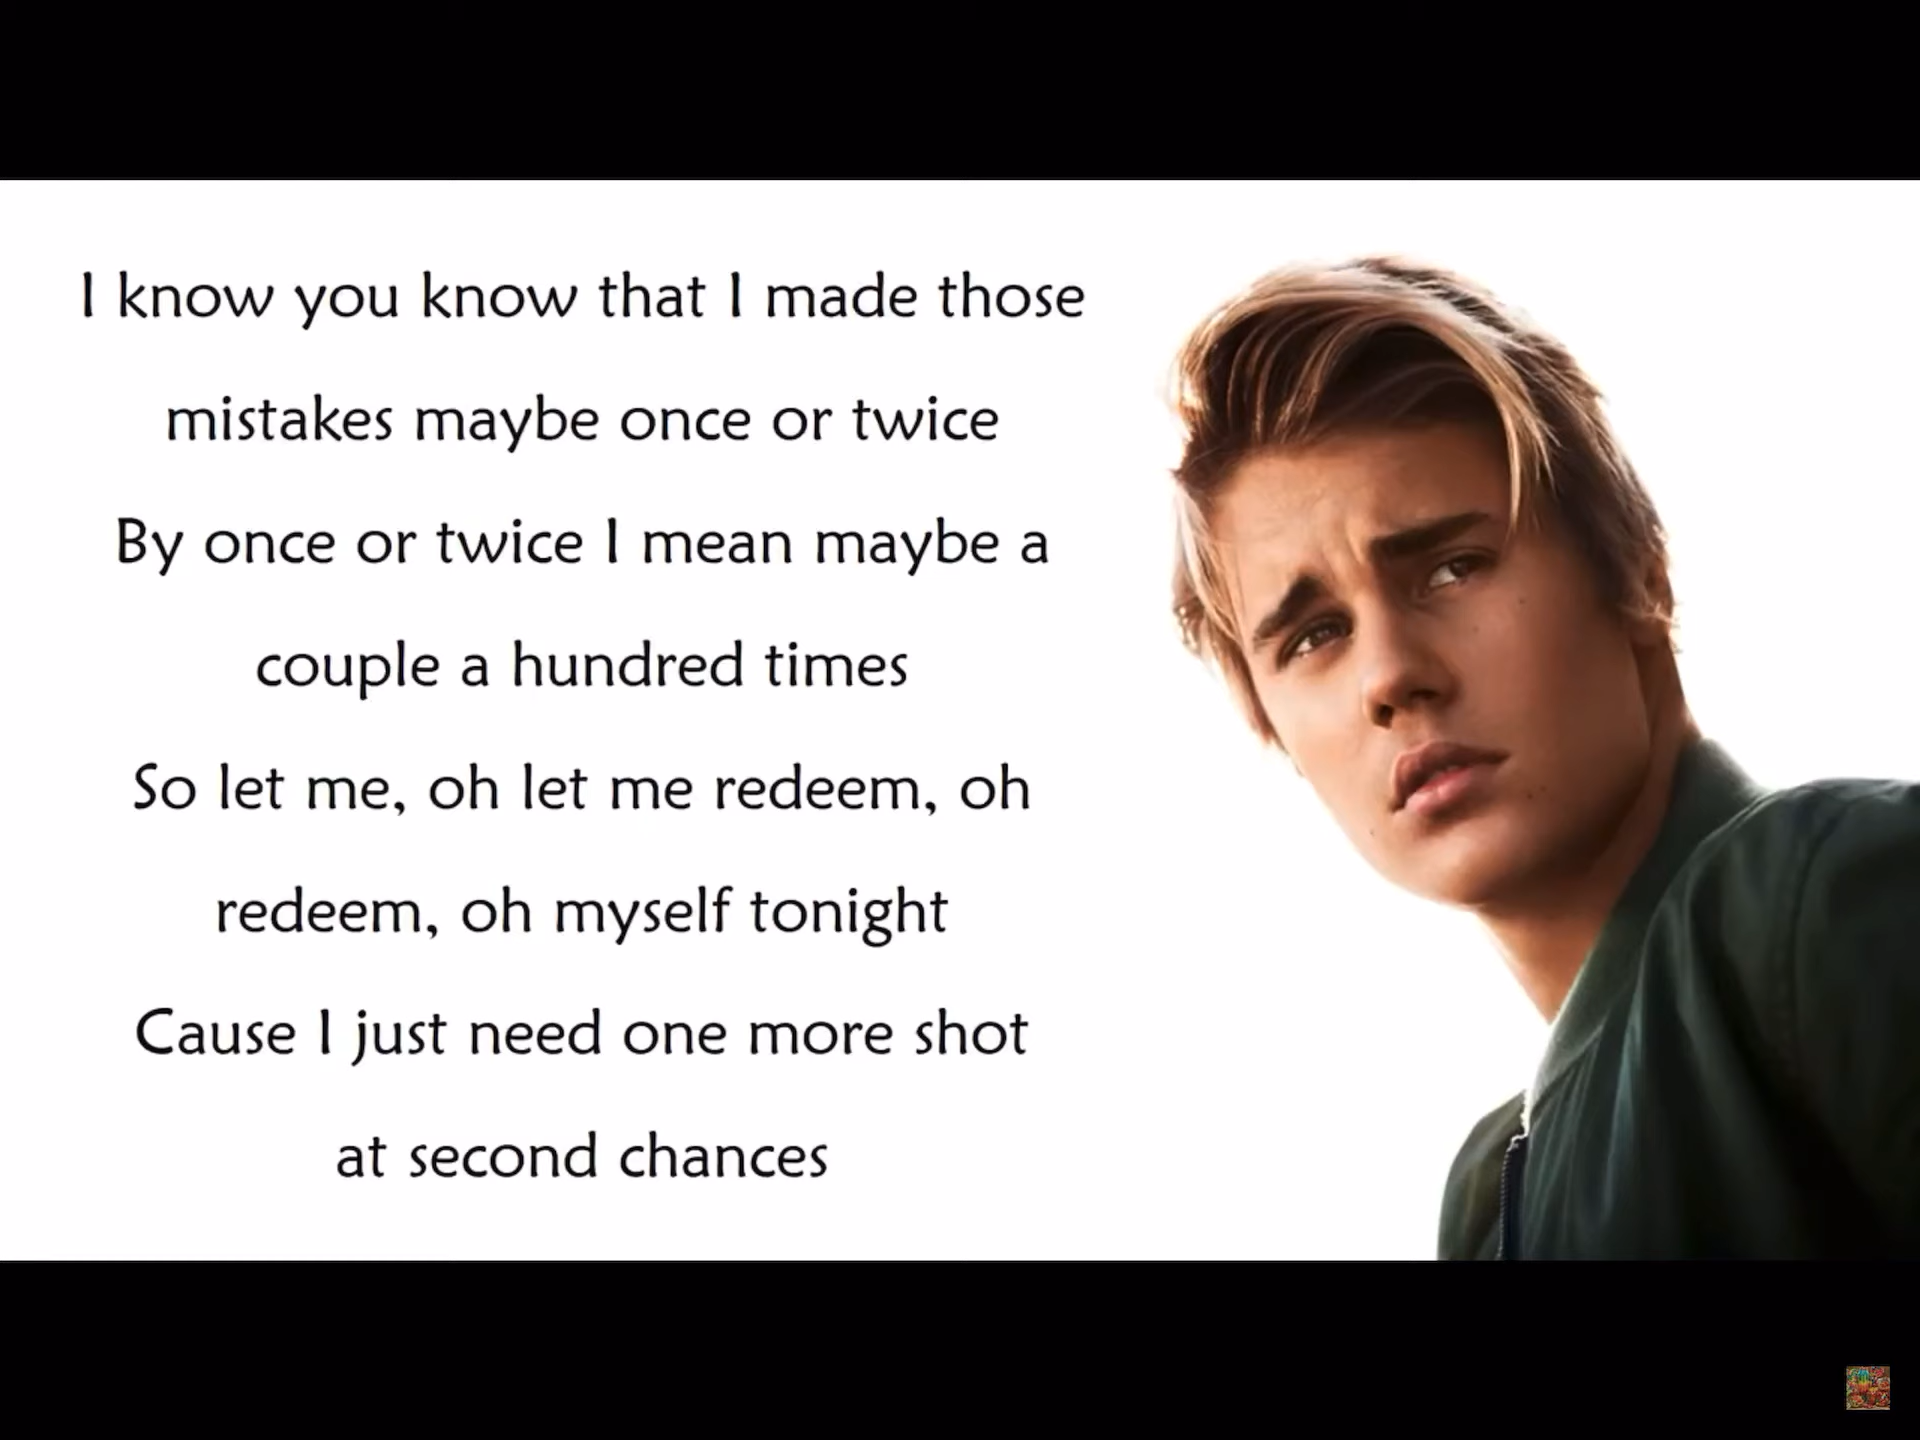 I know you know that I made those
mistakes maybe once or twice
By once or twice I mean maybe a
couple a hundred times
So let me, oh let me redeem, oh
redeem, oh myself tonight
Cause I just need one more shot
at second chances